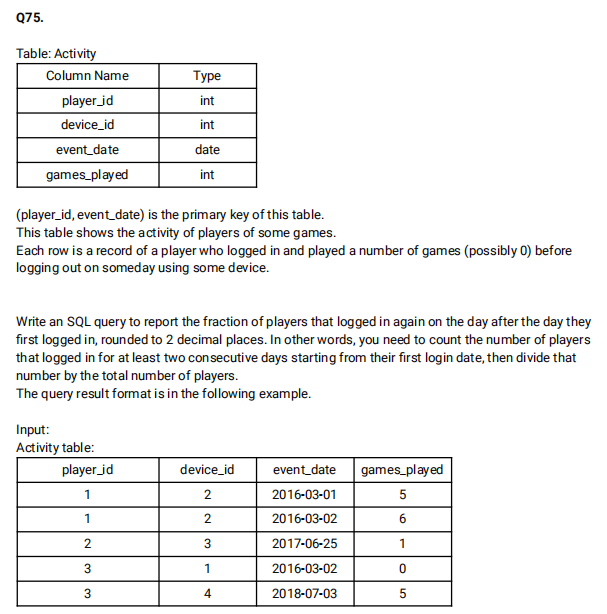 Q75.
Table: Activity
Column Name Type
player_id int
device_id int
event_date date
games_played int
(player_id, event_date) is the primary key of this table.
This table shows the activity of players of some games.
Each row is a record of a player who logged in and played a number of games (possibly 0) before
logging out on someday using some device.
Write an SQL query to report the fraction of players that logged in again on the day after the day they
first logged in, rounded to 2 decimal places. In other words, you need to count the number of players
that logged in for at least two consecutive days starting from their first login date, then divide that
number by the total number of players.
The query result format is in the following example.
Input:
Activity table:
player_id device_id event_date games_played
1 2 2016-03-01 5
1 2 2016-03-02 6
2 3 2017-06-25 1
3 1 2016-03-02 0
3 4 2018-07-03 5